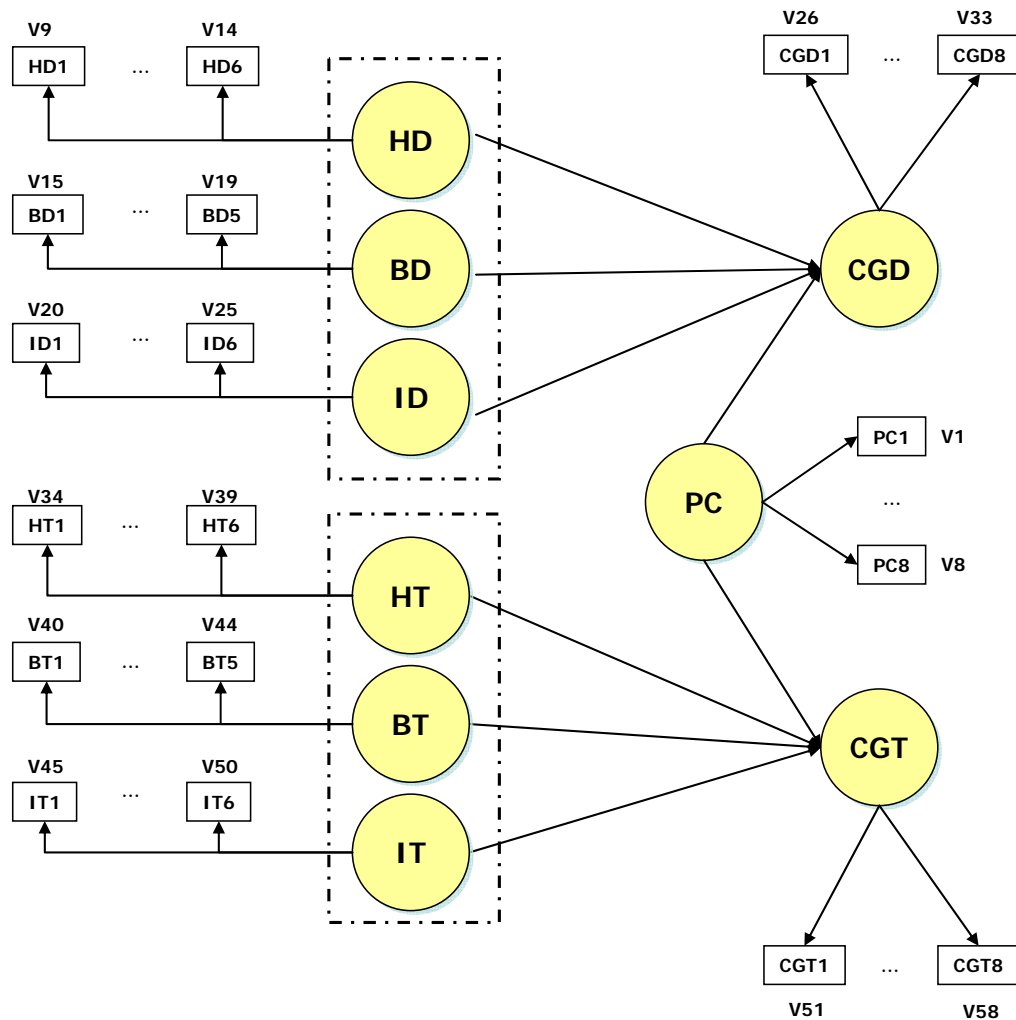 V9 V14 V26 V33
HD1 ... HD6 CGD1 ... CGD8
HD
V15 V19
BD1 ... BD5
BD CGD
V20 V25
ID1 ... ID6
ID
PC1 V1
PC ...
PC8 V8
V34 V39
HT1 ... HT6
HT
V40 V44
BT1 ... BT5
BT CGT
V45 V50
IT1 ... IT6
IT
CGT1 ... CGT8
V51 V58